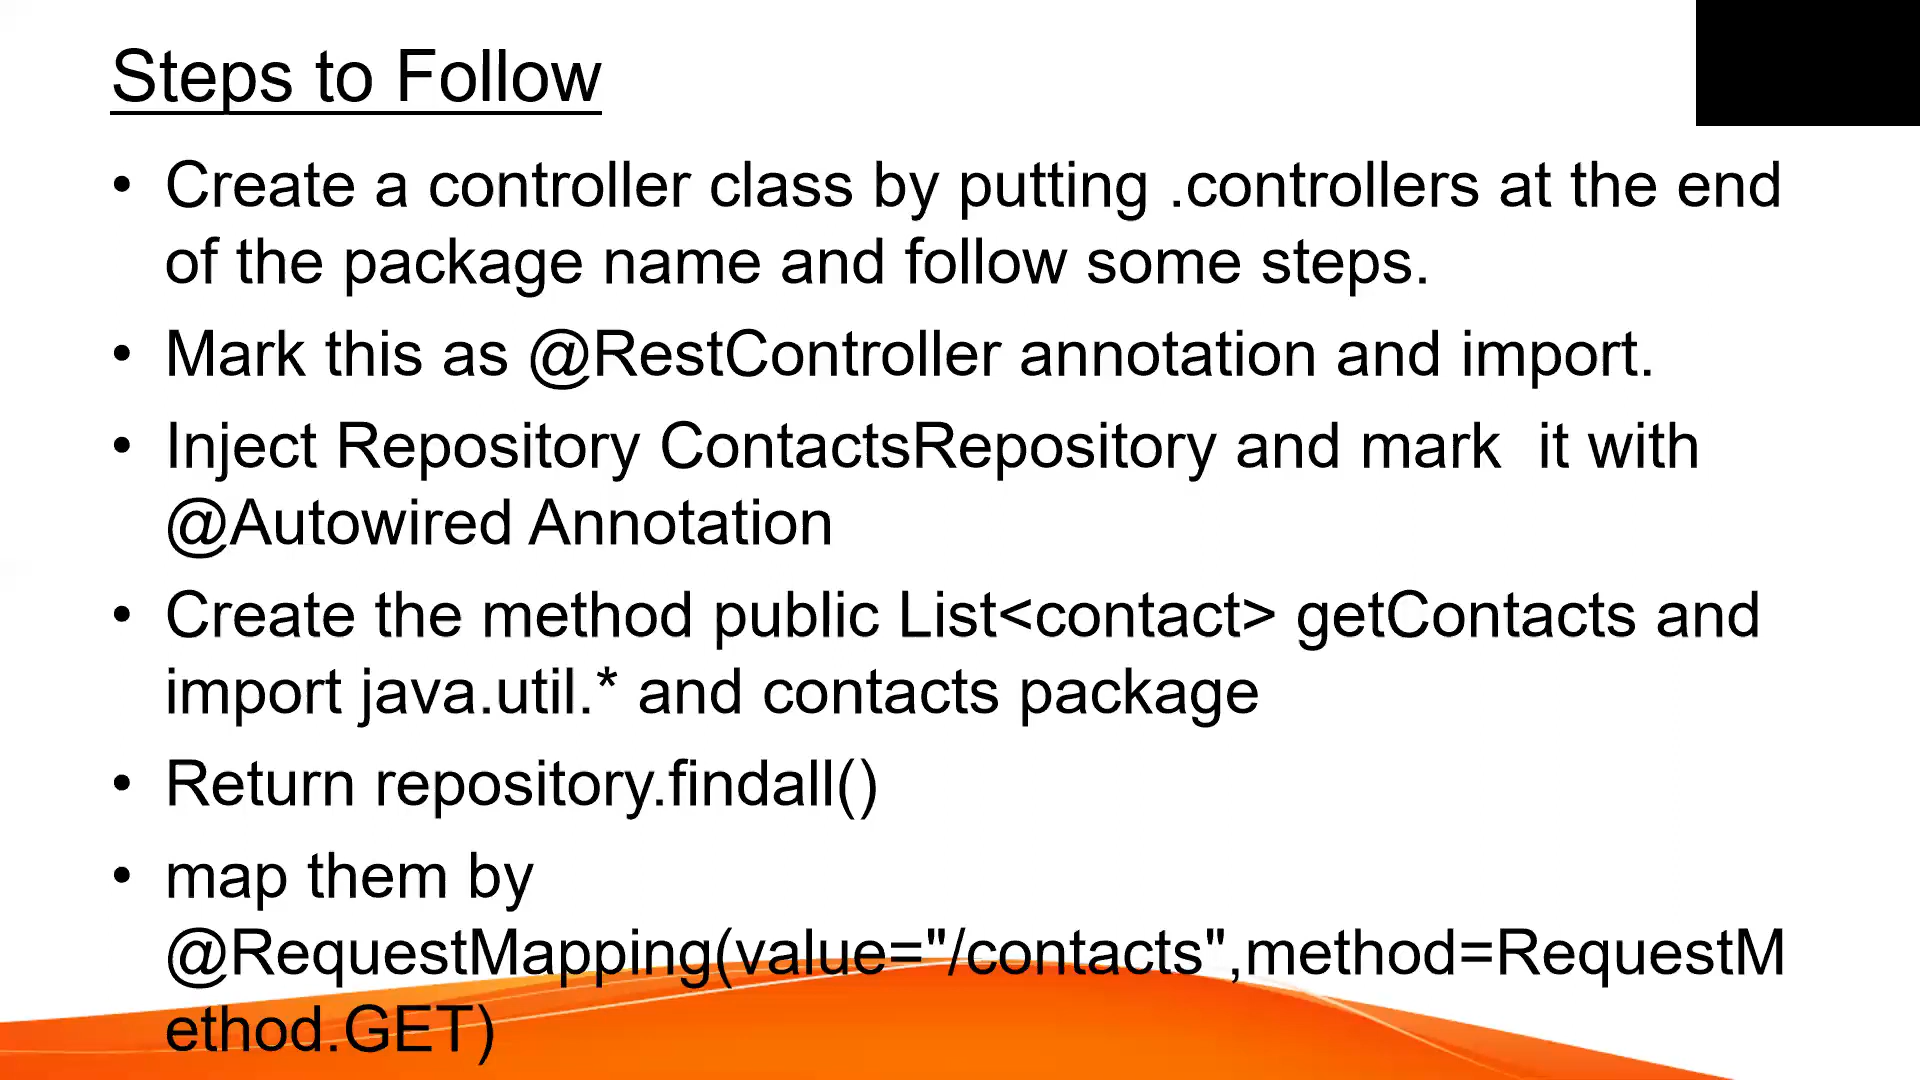 Steps to Follow
• Create a controller class by putting .controllers at the end
of the package name and follow some steps.
• Mark this as @RestController annotation and import.
• Inject Repository ContactsRepository and mark  it with
@Autowired Annotation
• Create the method public List<contact> getContacts and
import java.util.* and contacts package
• Return repository.findall()
• map them by
@RequestMapping(value="/contacts",method=RequestM
ethod.GET)